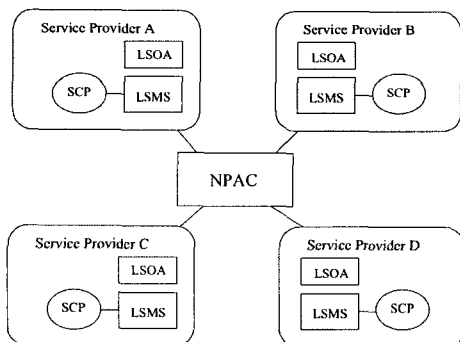 Service Provider A
LSOA
SCP
LSMS
Service Provider B
LSOA
LSMS
SCP
NPAC
Service Provider C
LSOA
SCP
LSMS
Service Provider D
LSOA
LSMS
SCP